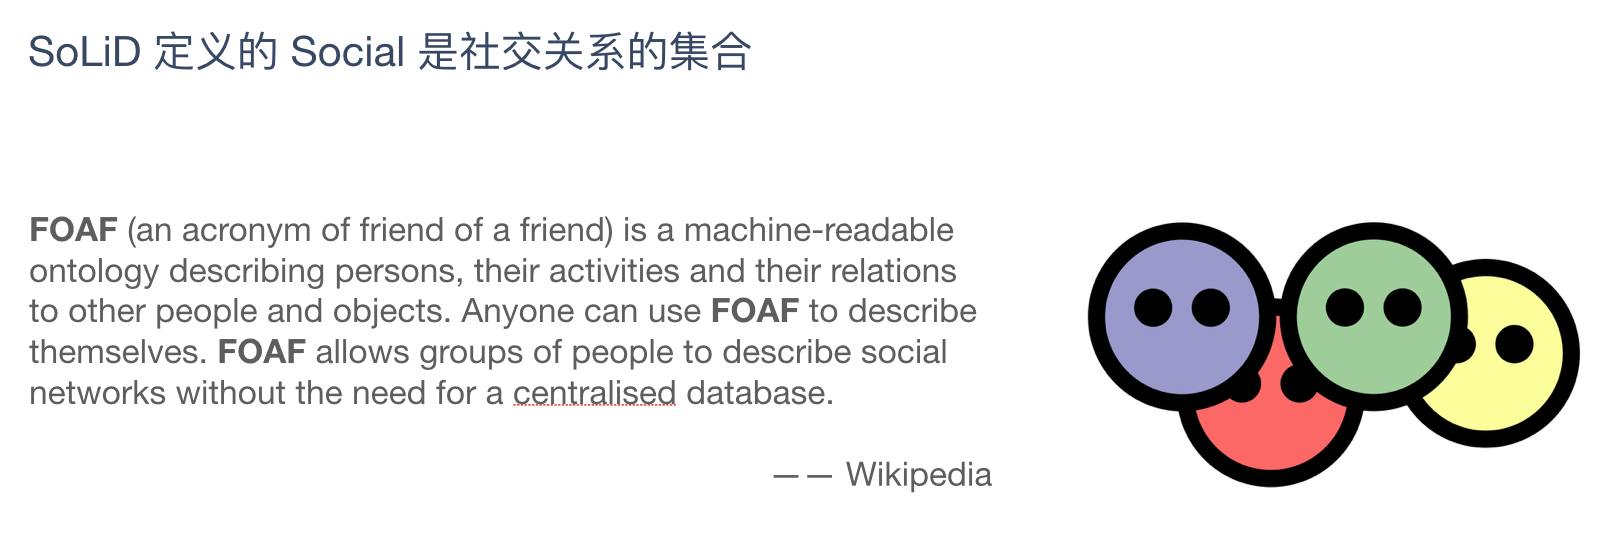 SoLiD 定义的 Social 是社交关系的集合
FOAF (an acronym of friend of a friend) is a machine-readable
ontology describing persons, their activities and their relations
to other people and objects. Anyone can use FOAF to describe
themselves. FOAF allows groups of people to describe social
networks without the need for a centralised database.
—— Wikipedia